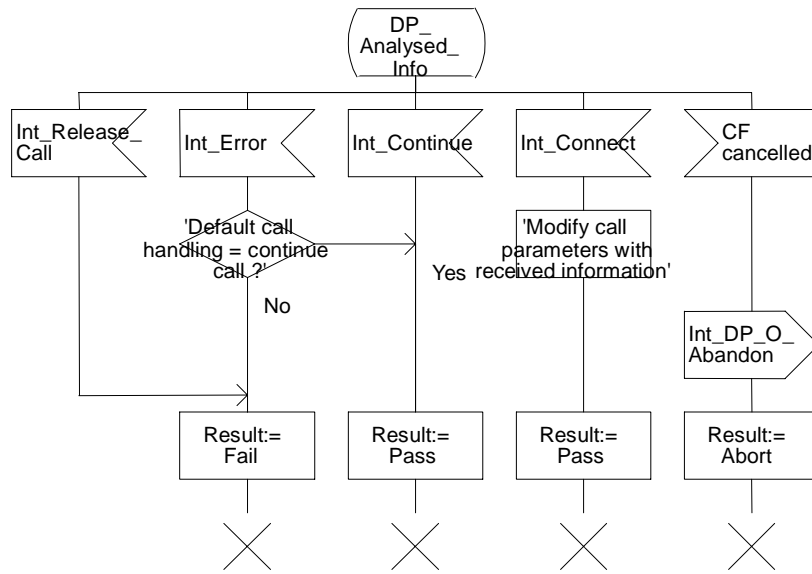 DP_
Analysed_
Info
Int_Release_
Call
Int_Error
Int_Continue
Int_Connect
CF
cancelled
'Default call
handling = continue
call ?'
Yes
No
'Modify call
parameters with
received information'
Int_DP_O_
Abandon
Result:=
Fail
Result:=
Pass
Result:=
Pass
Result:=
Abort